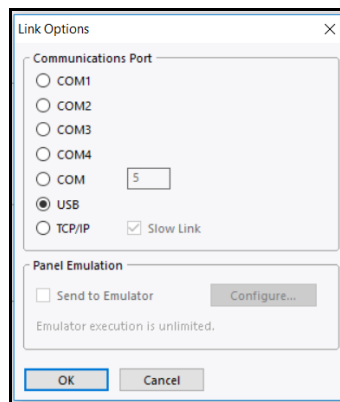 Link Options
Communications Port
COM1
COM2
COM3
COM4
COM 5
USB
TCP/IP Slow Link
Panel Emulation
Send to Emulator Configure...
Emulator execution is unlimited.
OK Cancel